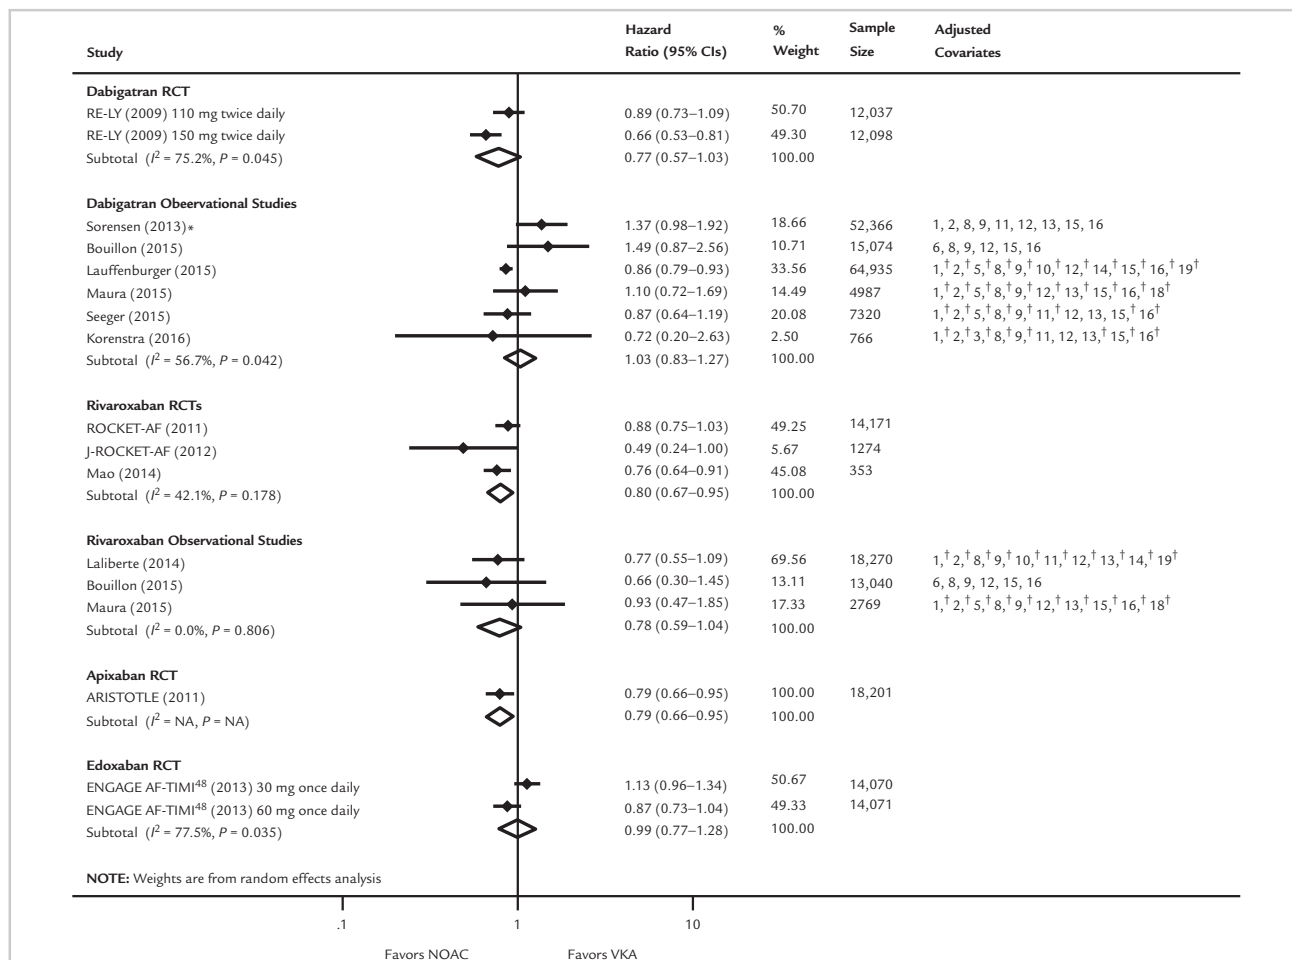 Study Hazard Ratio (95% CIs) % Weight Sample Size Adjusted Covariates
Dabigatran RCT
RE-LY (2009) 110 mg twice daily 0.89 (0.73–1.09) 50.70 12,037
RE-LY (2009) 150 mg twice daily 0.66 (0.53–0.81) 49.30 12,098
Subtotal (I² = 75.2%, P = 0.045) 0.77 (0.57–1.03) 100.00
Dabigatran Obeervational Studies
Sorensen (2013)* 1.37 (0.98–1.92) 18.66 52,366 1, 2, 8, 9, 11, 12, 13, 15, 16
Bouillon (2015) 1.49 (0.87–2.56) 10.71 15,074 6, 8, 9, 12, 15, 16
Lauffenburger (2015) 0.86 (0.79–0.93) 33.56 64,935 1,† 2,† 5,† 8,† 9,† 10,† 12,† 14,† 15,† 16,† 19†
Maura (2015) 1.10 (0.72–1.69) 14.49 4987 1,† 2,† 5,† 8,† 9,† 12,† 13,† 15,† 16,† 18†
Seeger (2015) 0.87 (0.64–1.19) 20.08 7320 1,† 2,† 5,† 8,† 9,† 11,† 12, 13, 15,† 16†
Korenstra (2016) 0.72 (0.20–2.63) 2.50 766 1,† 2,† 3,† 8,† 9,† 11, 12, 13,† 15,† 16†
Subtotal (I² = 56.7%, P = 0.042) 1.03 (0.83–1.27) 100.00
Rivaroxaban RCTs
ROCKET-AF (2011) 0.88 (0.75–1.03) 49.25 14,171
J-ROCKET-AF (2012) 0.49 (0.24–1.00) 5.67 1274
Mao (2014) 0.76 (0.64–0.91) 45.08 353
Subtotal (I² = 42.1%, P = 0.178) 0.80 (0.67–0.95) 100.00
Rivaroxaban Observational Studies
Laliberte (2014) 0.77 (0.55–1.09) 69.56 18,270 1,† 2,† 8,† 9,† 10,† 11,† 12,† 13,† 14,† 19†
Bouillon (2015) 0.66 (0.30–1.45) 13.11 13,040 6, 8, 9, 12, 15, 16
Maura (2015) 0.93 (0.47–1.85) 17.33 2769 1,† 2,† 5,† 8,† 9,† 12,† 13,† 15,† 16,† 18†
Subtotal (I² = 0.0%, P = 0.806) 0.78 (0.59–1.04) 100.00
Apixaban RCT
ARISTOTLE (2011) 0.79 (0.66–0.95) 100.00 18,201
Subtotal (I² = NA, P = NA) 0.79 (0.66–0.95) 100.00
Edoxaban RCT
ENGAGE AF-TIMI⁴⁸ (2013) 30 mg once daily 1.13 (0.96–1.34) 50.67 14,070
ENGAGE AF-TIMI⁴⁸ (2013) 60 mg once daily 0.87 (0.73–1.04) 49.33 14,071
Subtotal (I² = 77.5%, P = 0.035) 0.99 (0.77–1.28) 100.00
NOTE: Weights are from random effects analysis
.1 1 10
Favors NOAC Favors VKA